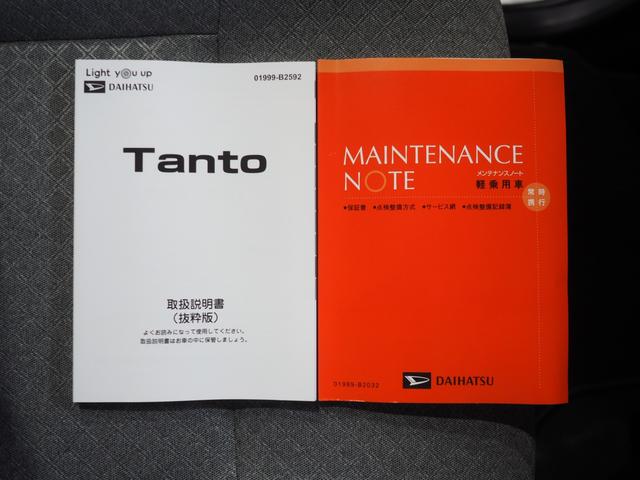 Light you up
DAIHATSU
01999-B2592
Tanto
取扱説明書
(抜粋版)
よくお読みになって使用してください。
取扱説明書はお車の中に保管しましょう。
MAINTENANCE
NOTE
メンテナンスノート
軽乗用車
常時
携行
●保証書 ●点検整備方式 ●サービス網 ●点検整備記録簿
01999-B2032
DAIHATSU